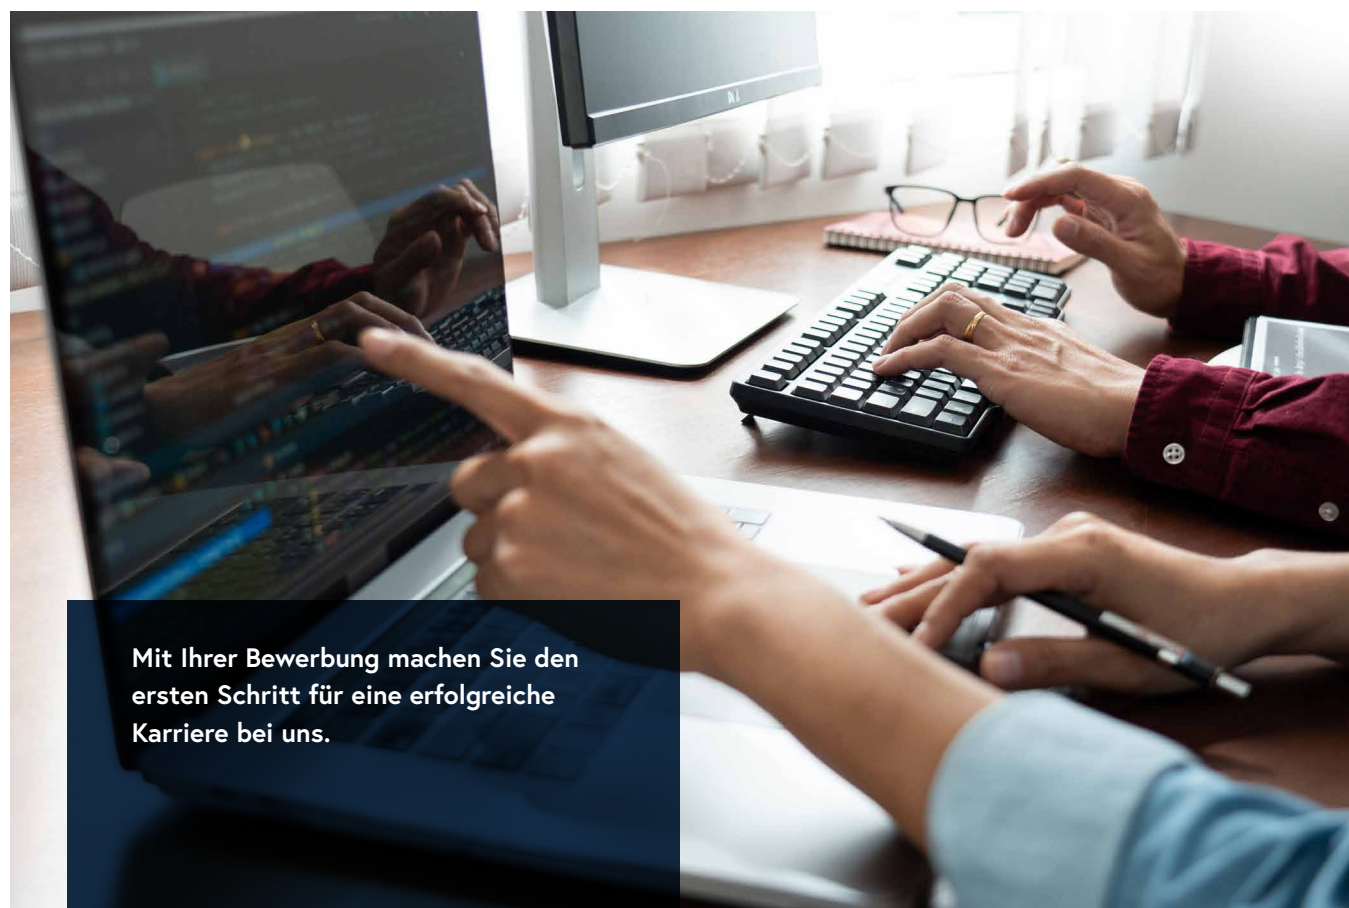 Mit Ihrer Bewerbung machen Sie den
ersten Schritt für eine erfolgreiche
Karriere bei uns.